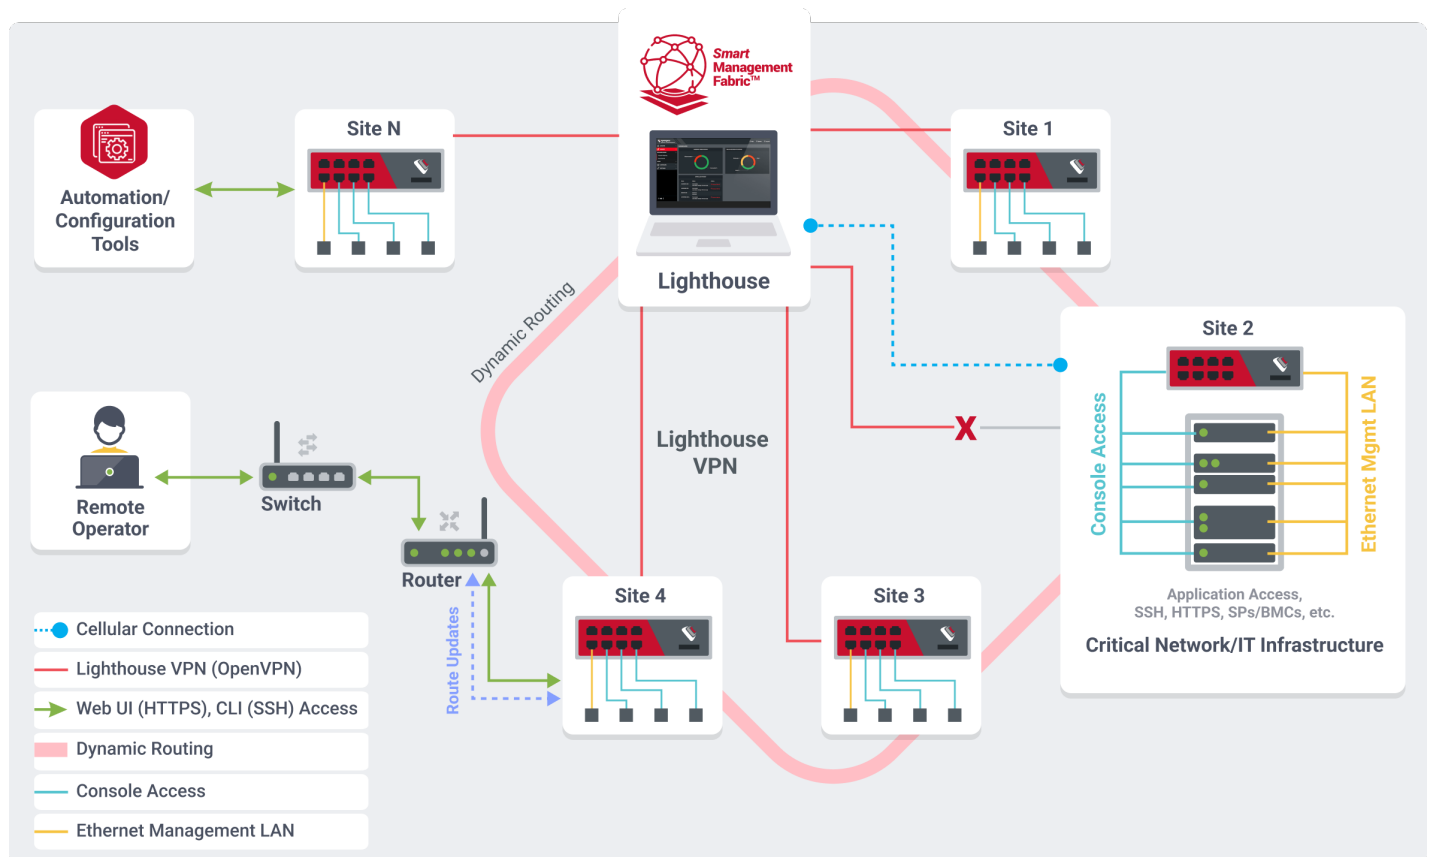 Smart
Management
Fabric™
Lighthouse
Automation/
Configuration
Tools
Site N
Site 1
Dynamic Routing
Lighthouse
VPN
X
Site 2
Console Access
Ethernet Mgmt LAN
Application Access,
SSH, HTTPS, SPs/BMCs, etc.
Critical Network/IT Infrastructure
Remote
Operator
Switch
Router
Route Updates
Site 4
Site 3
Cellular Connection
Lighthouse VPN (OpenVPN)
Web UI (HTTPS), CLI (SSH) Access
Dynamic Routing
Console Access
Ethernet Management LAN